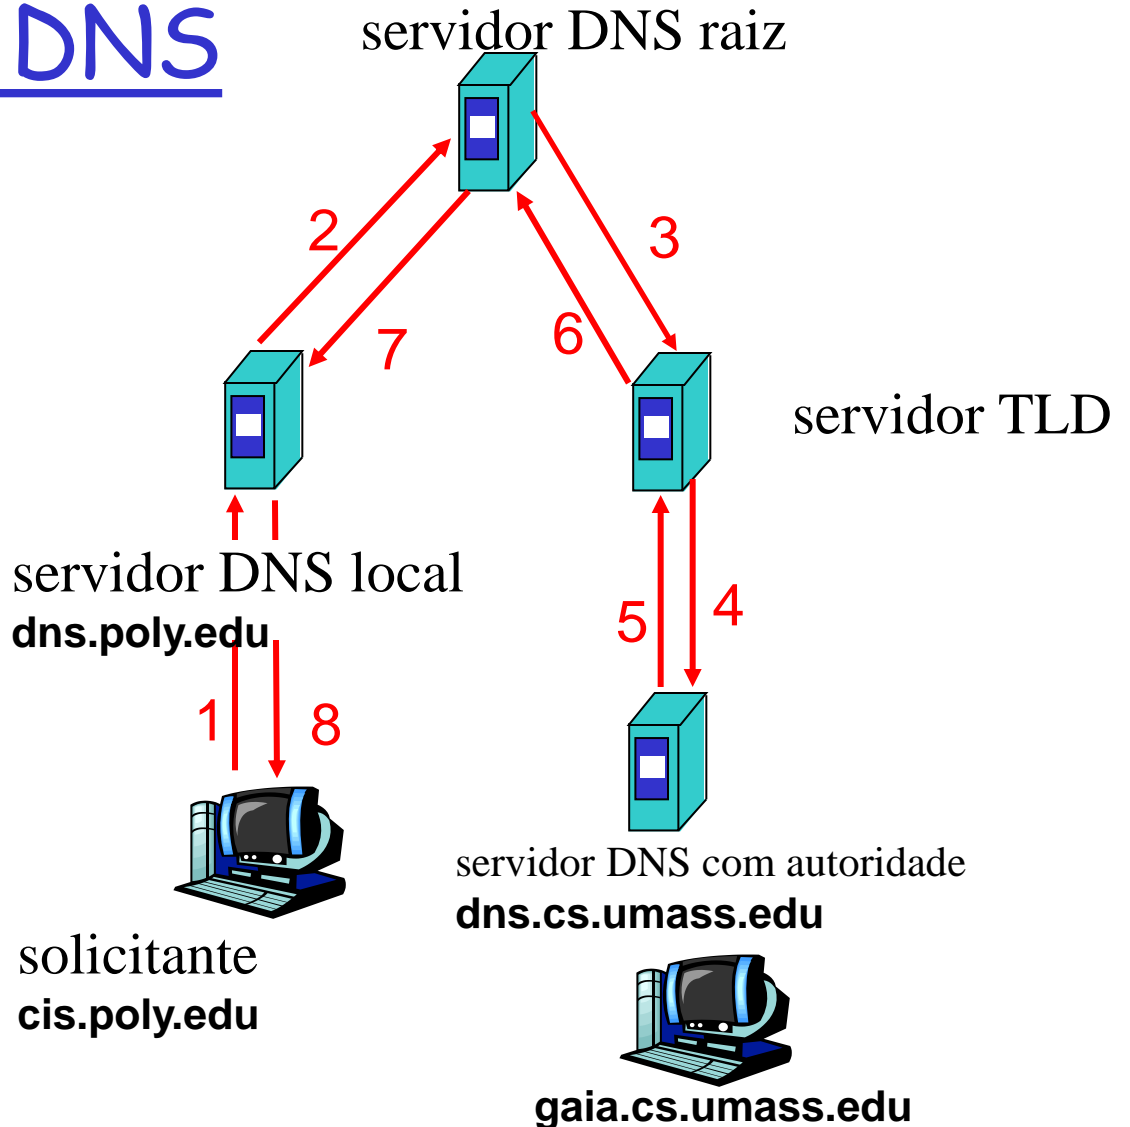 DNS
servidor DNS raiz
2
3
7
6
servidor TLD
servidor DNS local
dns.poly.edu
5
4
1
8
servidor DNS com autoridade
dns.cs.umass.edu
solicitante
cis.poly.edu
gaia.cs.umass.edu